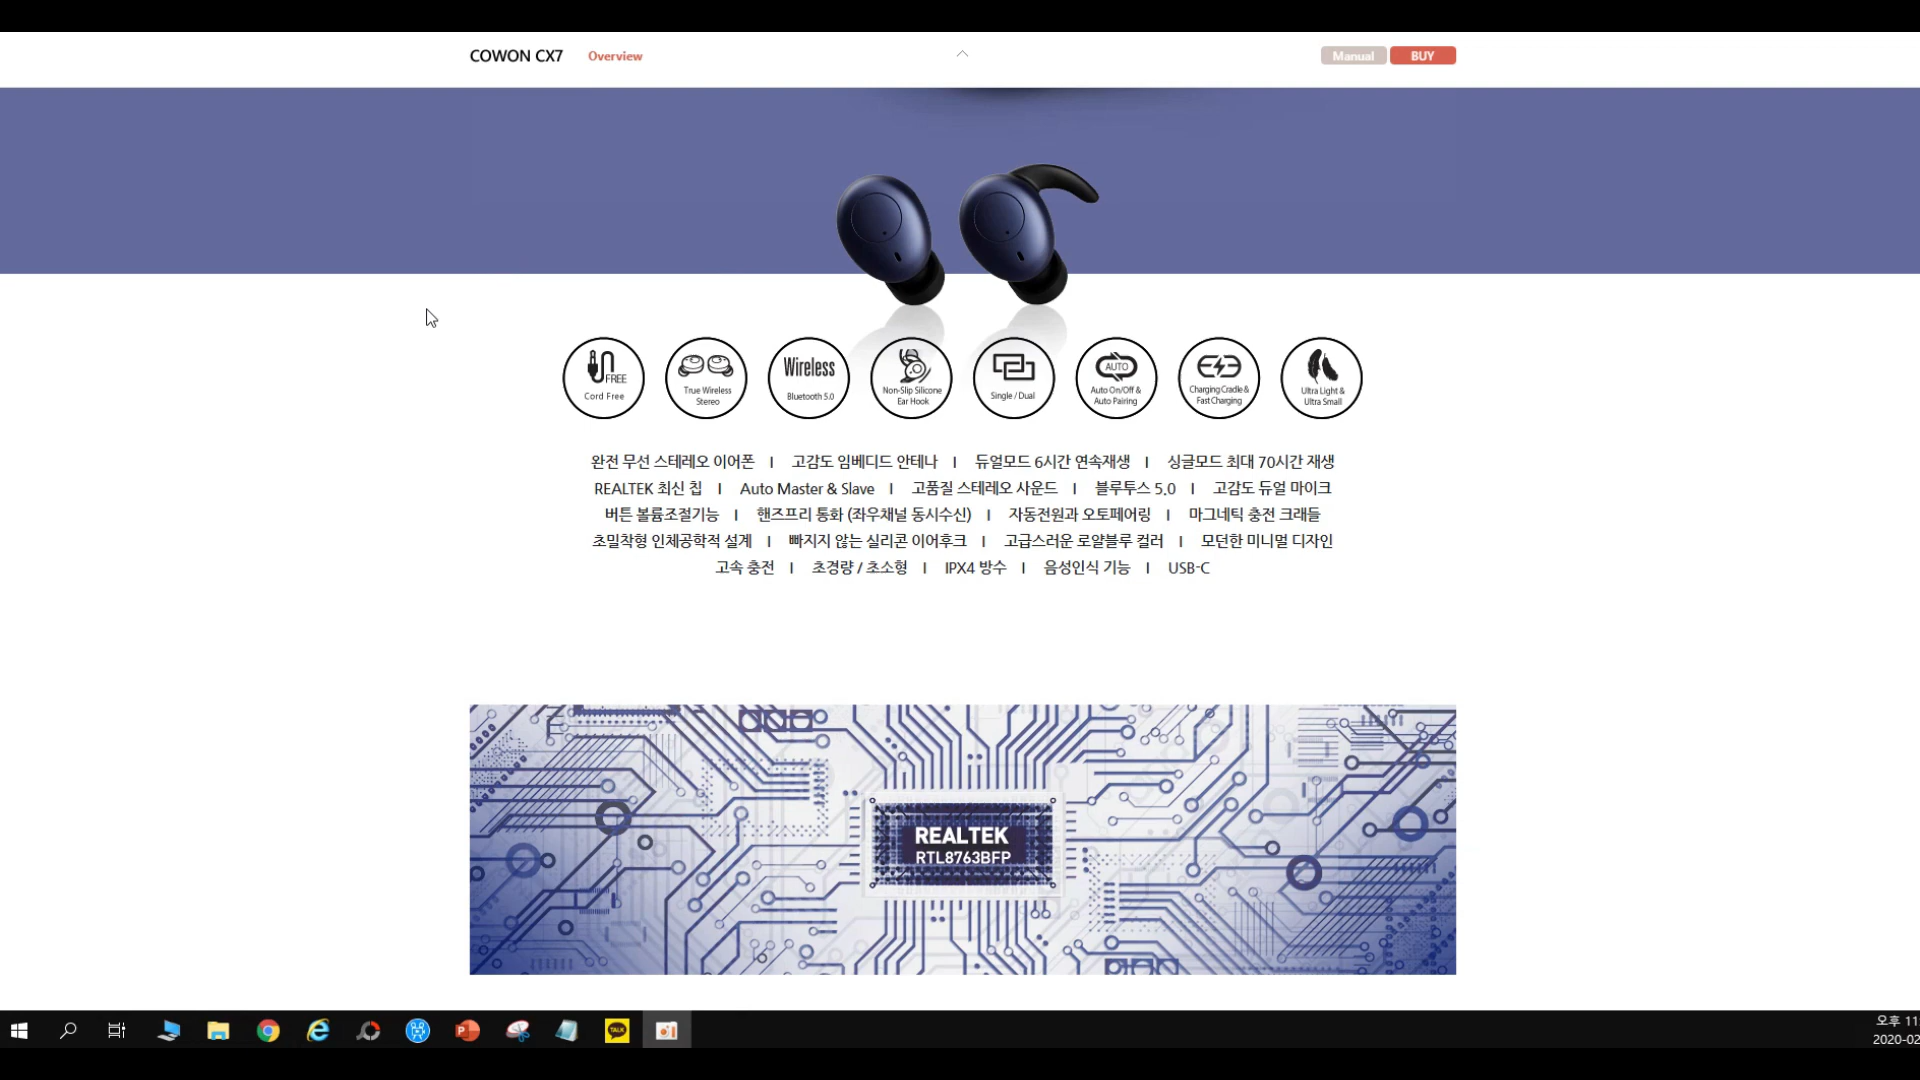 COWON CX7 Overview Manual BUY
FREE
Cord Free
True Wireless
Stereo
Wireless
Bluetooth 5.0
Non-Slip Silicone
Ear Hook
Single / Dual
AUTO
Auto On/Off &
Auto Pairing
Charging Cradle &
Fast Charging
Ultra Light &
Ultra Small
완전 무선 스테레오 이어폰 I 고감도 임베디드 안테나 I 듀얼모드 6시간 연속재생 I 싱글모드 최대 70시간 재생
REALTEK 최신 칩 I Auto Master & Slave I 고품질 스테레오 사운드 I 블루투스 5.0 I 고감도 듀얼 마이크
버튼 볼륨조절기능 I 핸즈프리 통화 (좌우채널 동시수신) I 자동전원과 오토페어링 I 마그네틱 충전 크래들
초밀착형 인체공학적 설계 I 빠지지 않는 실리콘 이어후크 I 고급스러운 로얄블루 컬러 I 모던한 미니멀 디자인
고속 충전 I 초경량 / 초소형 I IPX4 방수 I 음성인식 기능 I USB-C
REALTEK
RTL8763BFP
TALK
오후 11:
2020-02